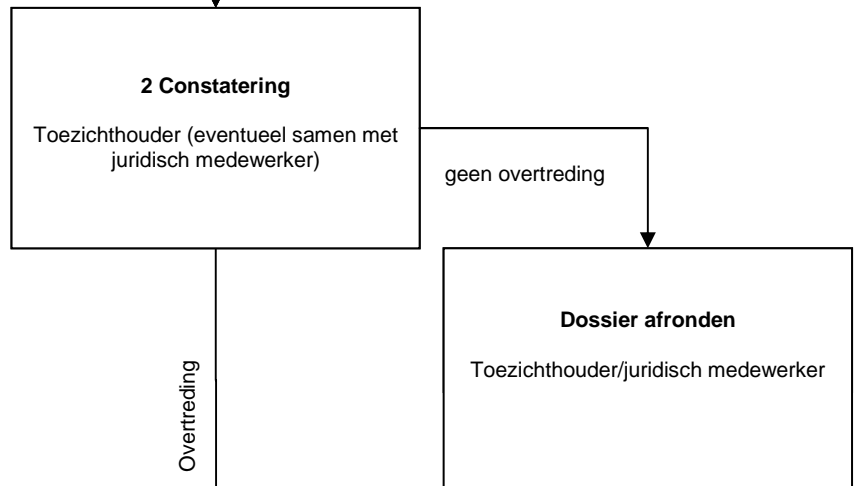 2 Constatering
Toezichthouder (eventueel samen met
juridisch medewerker)
geen overtreding
Dossier afronden
Toezichthouder/juridisch medewerker
Overtreding